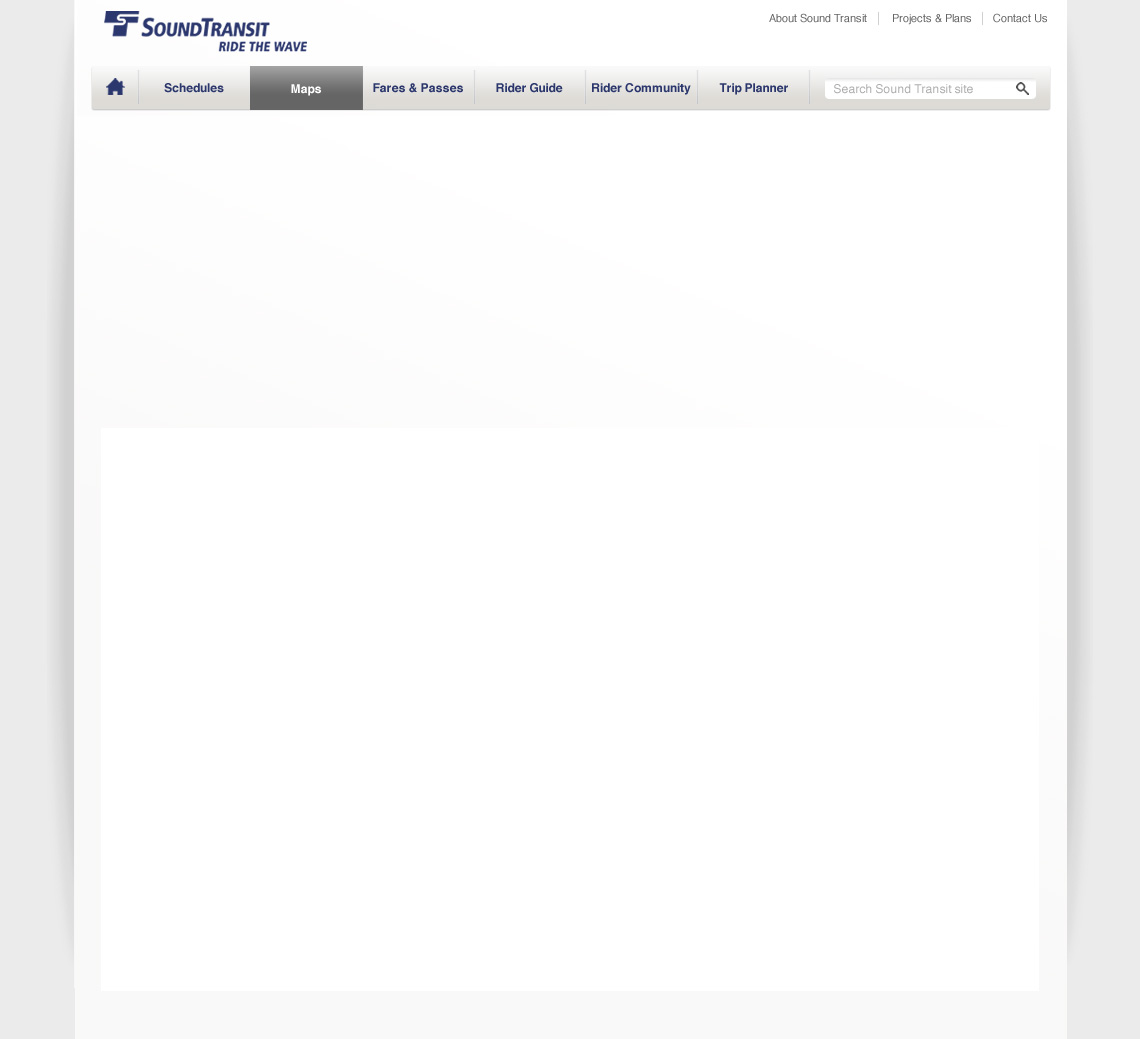 SOUNDTRANSIT
RIDE THE WAVE
About Sound Transit
Projects & Plans
Contact Us
Schedules
Maps
Fares & Passes
Rider Guide
Rider Community
Trip Planner
Search Sound Transit site